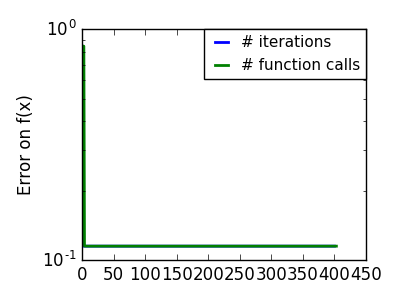 10^0
# iterations
# function calls
Error on f(x)
10^-1
0 50 100 150 200 250 300 350 400 450